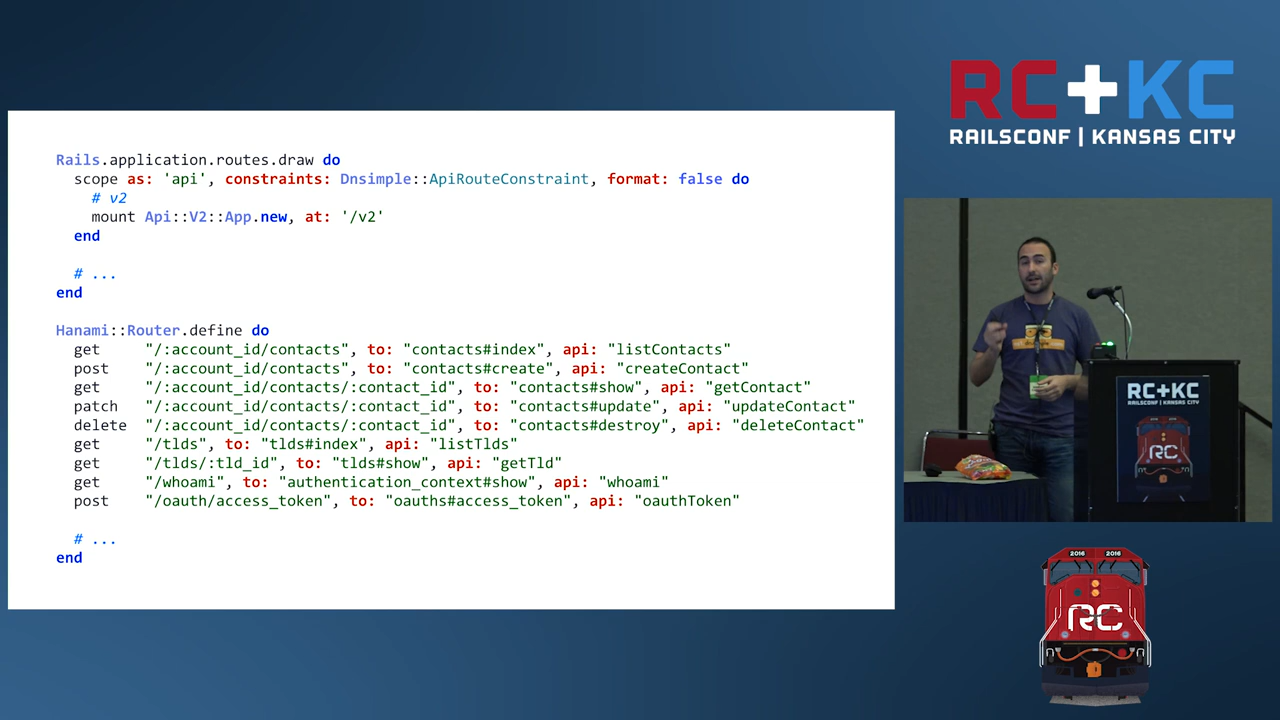 Rails.application.routes.draw do
scope as: 'api', constraints: Dnsimple::ApiRouteConstraint, format: false do
# v2
mount Api::V2::App.new, at: '/v2'
end
# ...
end
Hanami::Router.define do
get "/:account_id/contacts", to: "contacts#index", api: "listContacts"
post "/:account_id/contacts", to: "contacts#create", api: "createContact"
get "/:account_id/contacts/:contact_id", to: "contacts#show", api: "getContact"
patch "/:account_id/contacts/:contact_id", to: "contacts#update", api: "updateContact"
delete "/:account_id/contacts/:contact_id", to: "contacts#destroy", api: "deleteContact"
get "/tlds", to: "tlds#index", api: "listTlds"
get "/tlds/:tld_id", to: "tlds#show", api: "getTld"
get "/whoami", to: "authentication_context#show", api: "whoami"
post "/oauth/access_token", to: "oauths#access_token", api: "oauthToken"
# ...
end
RC+KC
RAILSCONF | KANSAS CITY
RC+KC
RAILSCONF | KANSAS CITY
RC
2016 2016
RC